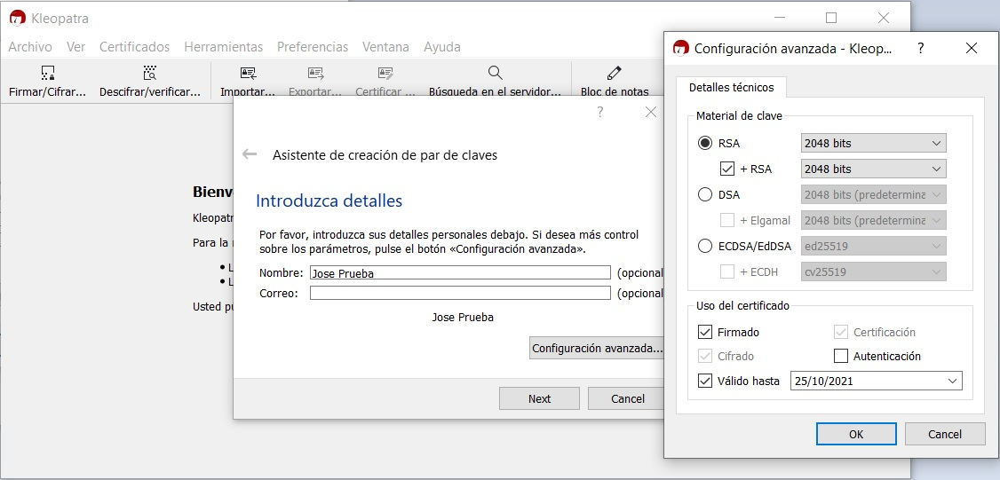 Kleopatra
Archivo Ver Certificados Herramientas Preferencias Ventana Ayuda
Firmar/Cifrar... Descifrar/verificar... Importar... Exportar... Certificar ... Búsqueda en el servidor... Bloc de notas
Kleopatr
Para la
Usted
?
Asistente de creación de par de claves
Introduzca detalles
Por favor, introduzca sus detalles personales debajo. Si desea más control
sobre los parámetros, pulse el botón «Configuración avanzada».
Nombre: Jose Prueba (opcional
Correo: (opcional
Jose Prueba
Configuración avanzada...
Next Cancel
Configuración avanzada - Kleop... ?
Detalles técnicos
Material de clave
RSA 2048 bits
+ RSA 2048 bits
DSA 2048 bits (predetermina
+ Elgamal 2048 bits (predetermina
ECDSA/EdDSA ed25519
+ ECDH cv25519
Uso del certificado
Firmado Certificación
Cifrado Autenticación
Válido hasta 25/10/2021
OK Cancel